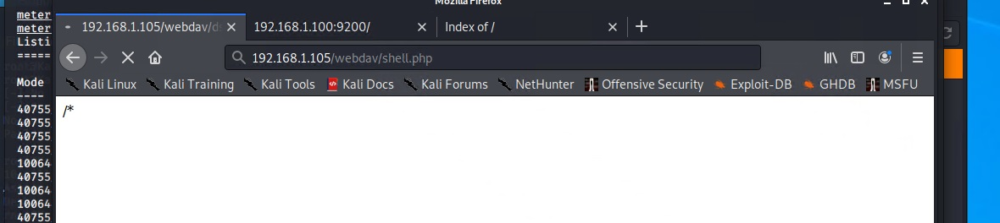 Mozilla Firefox
meter
meter
Listi
=====
Mode
----
40755
40755
40755
40755
10064
40755
10064
10064
40755
192.168.1.105/webdav/ds
192.168.1.100:9200/
Index of /
192.168.1.105/webdav/shell.php
Kali Linux Kali Training Kali Tools Kali Docs Kali Forums NetHunter Offensive Security Exploit-DB GHDB MSFU
/*